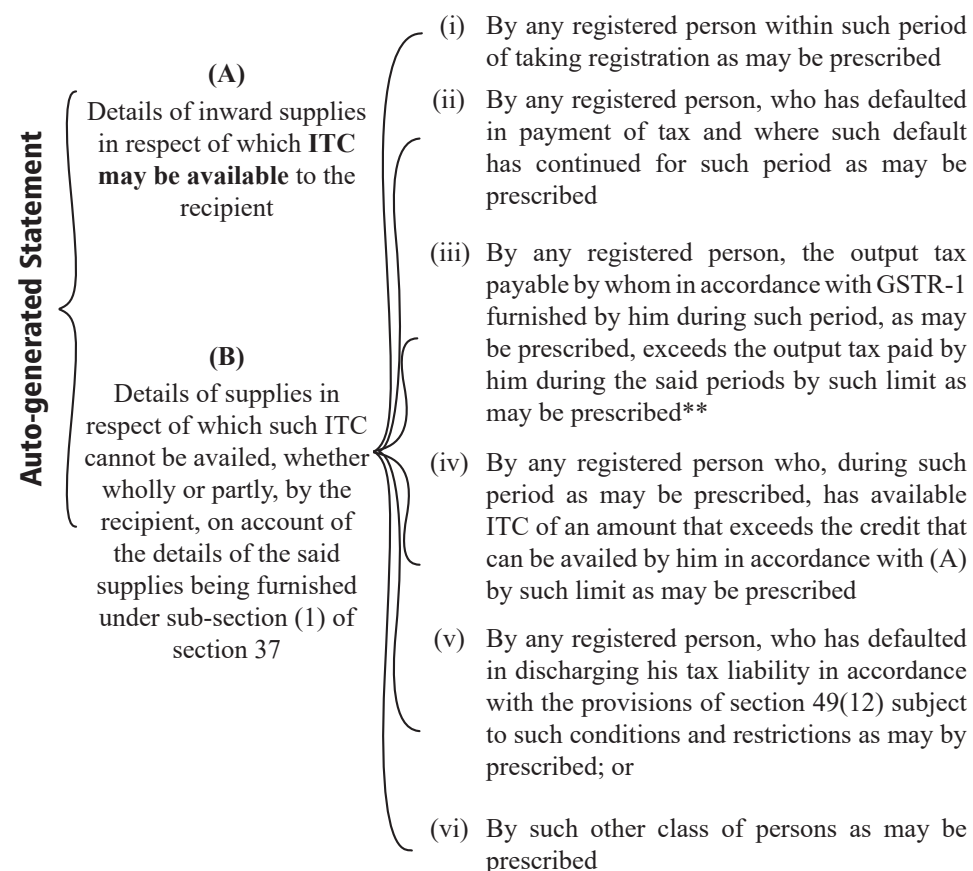 Auto-generated Statement
(A)
Details of inward supplies
in respect of which ITC
may be available to the
recipient
(B)
Details of supplies in
respect of which such ITC
cannot be availed, whether
wholly or partly, by the
recipient, on account of
the details of the said
supplies being furnished
under sub-section (1) of
section 37
(i) By any registered person within such period
of taking registration as may be prescribed
(ii) By any registered person, who has defaulted
in payment of tax and where such default
has continued for such period as may be
prescribed
(iii) By any registered person, the output tax
payable by whom in accordance with GSTR-1
furnished by him during such period, as may
be prescribed, exceeds the output tax paid by
him during the said periods by such limit as
may be prescribed**
(iv) By any registered person who, during such
period as may be prescribed, has available
ITC of an amount that exceeds the credit that
can be availed by him in accordance with (A)
by such limit as may be prescribed
(v) By any registered person, who has defaulted
in discharging his tax liability in accordance
with the provisions of section 49(12) subject
to such conditions and restrictions as may by
prescribed; or
(vi) By such other class of persons as may be
prescribed